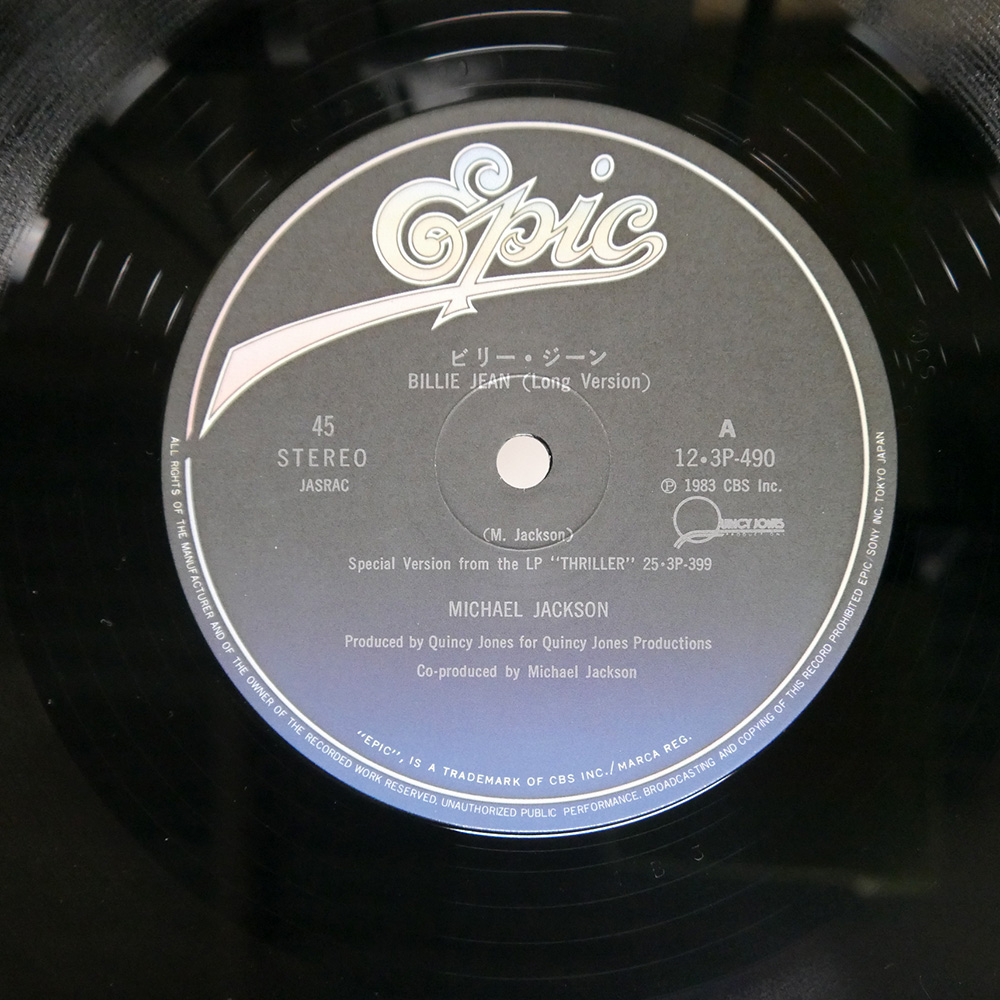 Epic
ビリー・ジーン
BILLIE JEAN (Long Version)
45
STEREO
JASRAC
A
12・3P-490
Ⓟ 1983 CBS Inc.
QUINCY JONES
(M. Jackson)
Special Version from the LP “THRILLER” 25・3P-399
MICHAEL JACKSON
Produced by Quincy Jones for Quincy Jones Productions
Co-produced by Michael Jackson
“EPIC”, IS A TRADEMARK OF CBS INC./MARCA REG.
ALL RIGHTS OF THE MANUFACTURER AND OF THE OWNER OF THE RECORDED WORK RESERVED, UNAUTHORIZED PUBLIC PERFORMANCE, BROADCASTING AND COPYING OF THIS RECORD PROHIBITED EPIC/SONY INC. TOKYO JAPAN